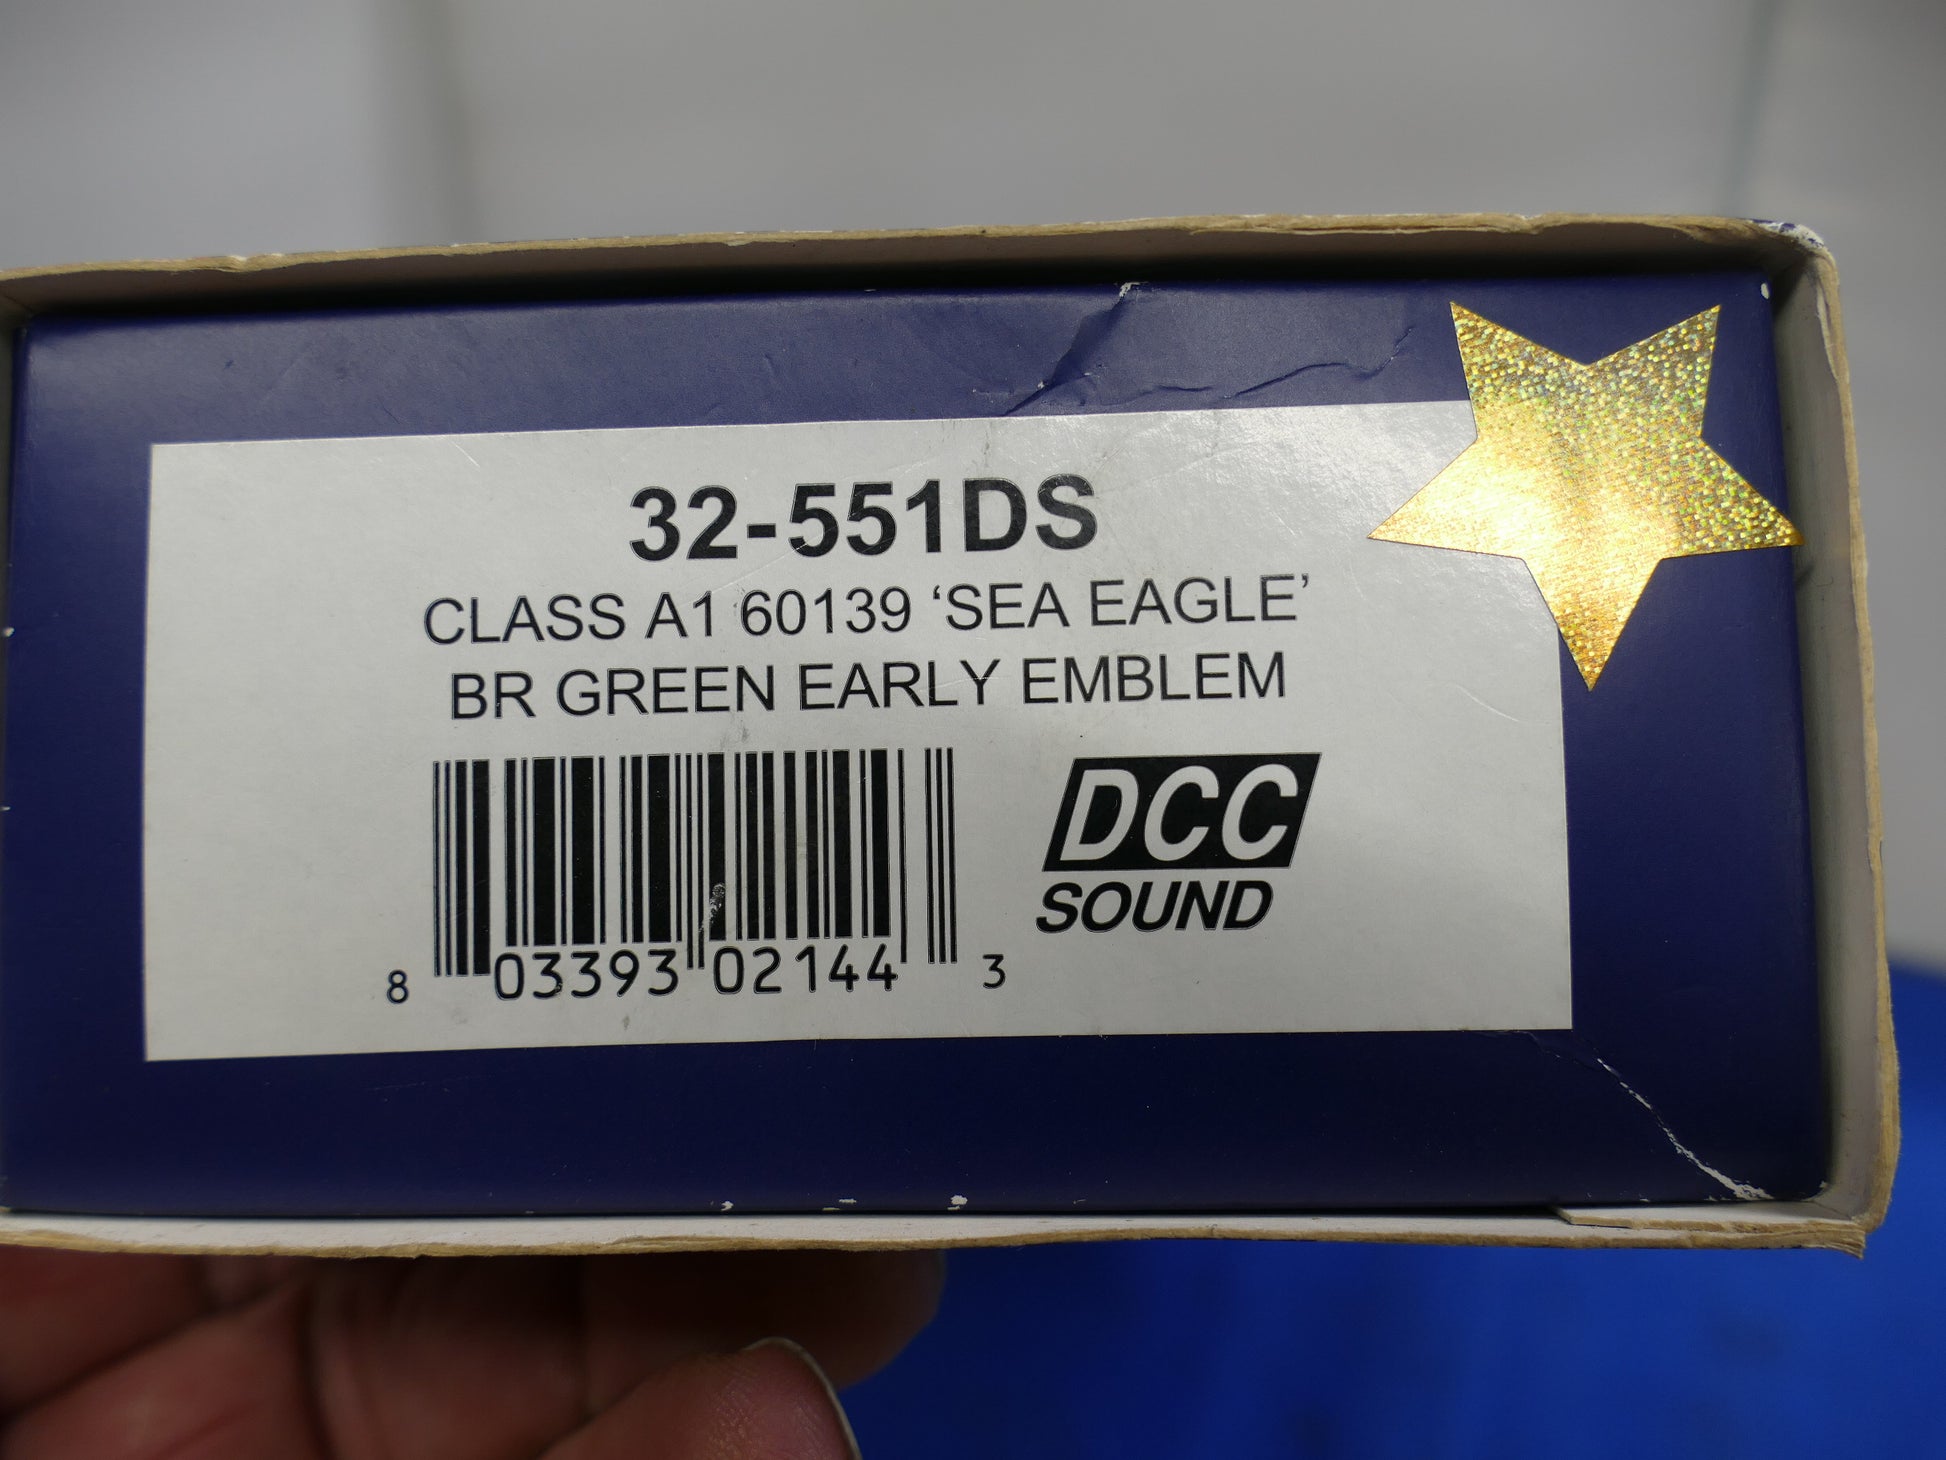 32-551DS
CLASS A1 60139 ‘SEA EAGLE’
BR GREEN EARLY EMBLEM
DCC
SOUND
8 03393 02144 3